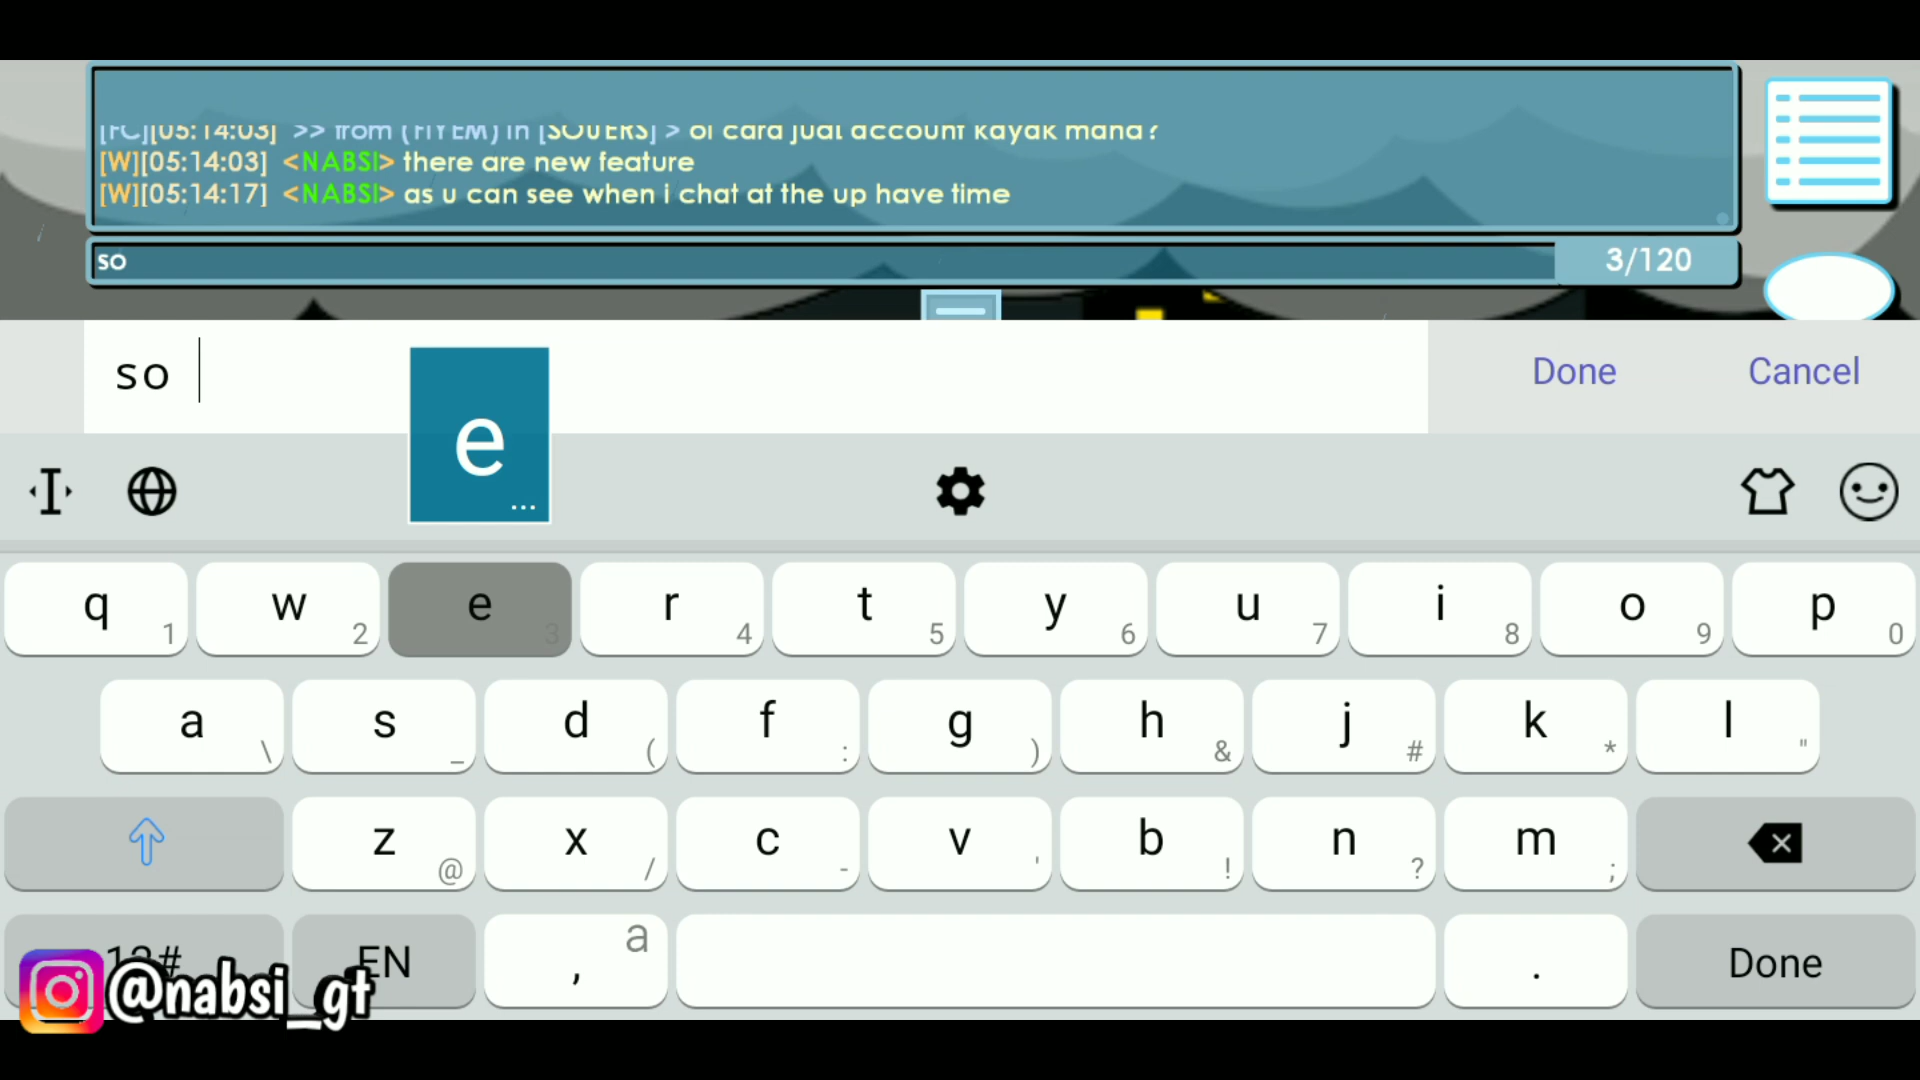 [FC][05:14:03] >> from (FIYEM) in [SOUERS] > oi cara jual account kayak mana?
[W][05:14:03] <NABSI> there are new feature
[W][05:14:17] <NABSI> as u can see when i chat at the up have time
so 3/120
so Done Cancel
e
...
q 1 w 2 e 3 r 4 t 5 y 6 u 7 i 8 o 9 p 0
a \ s _ d ( f : g ) h & j # k * l "
z @ x / c - v ' b ! n ? m ;
12# EN , a . Done
@nabsi_gt